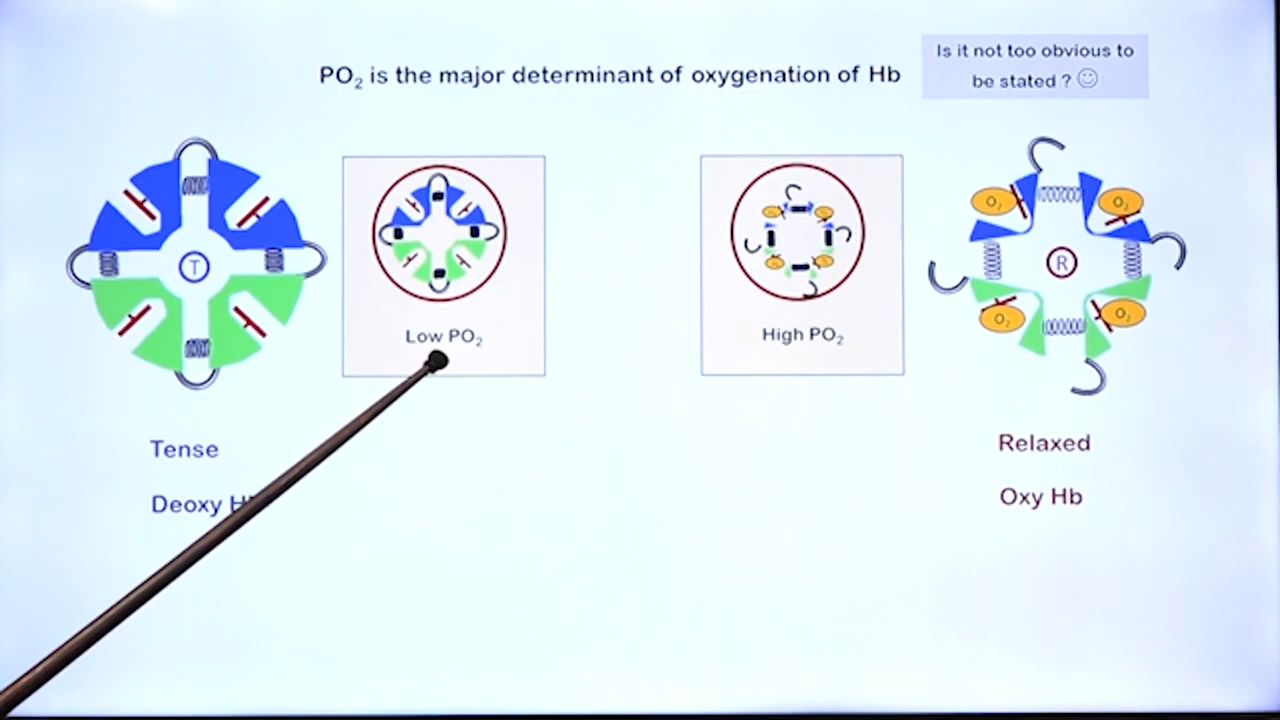 PO₂ is the major determinant of oxygenation of Hb
Is it not too obvious to
be stated ? ☺
T
Low PO₂
High PO₂
O₂
O₂
R
O₂
O₂
Tense
Deoxy
Relaxed
Oxy Hb